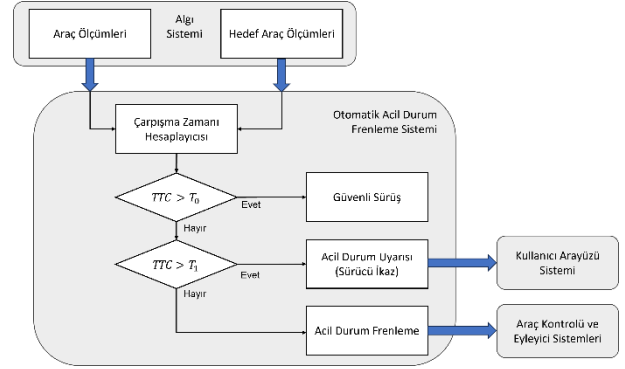 Araç Ölçümleri
Algı
Sistemi
Hedef Araç Ölçümleri
Otomatik Acil Durum
Frenleme Sistemi
Çarpışma Zamanı
Hesaplayıcısı
TTC > T₀
Evet
Güvenli Sürüş
Hayır
TTC > T₁
Evet
Acil Durum Uyarısı
(Sürücü İkaz)
Kullanıcı Arayüzü
Sistemi
Hayır
Acil Durum Frenleme
Araç Kontrolü ve
Eyleyici Sistemleri